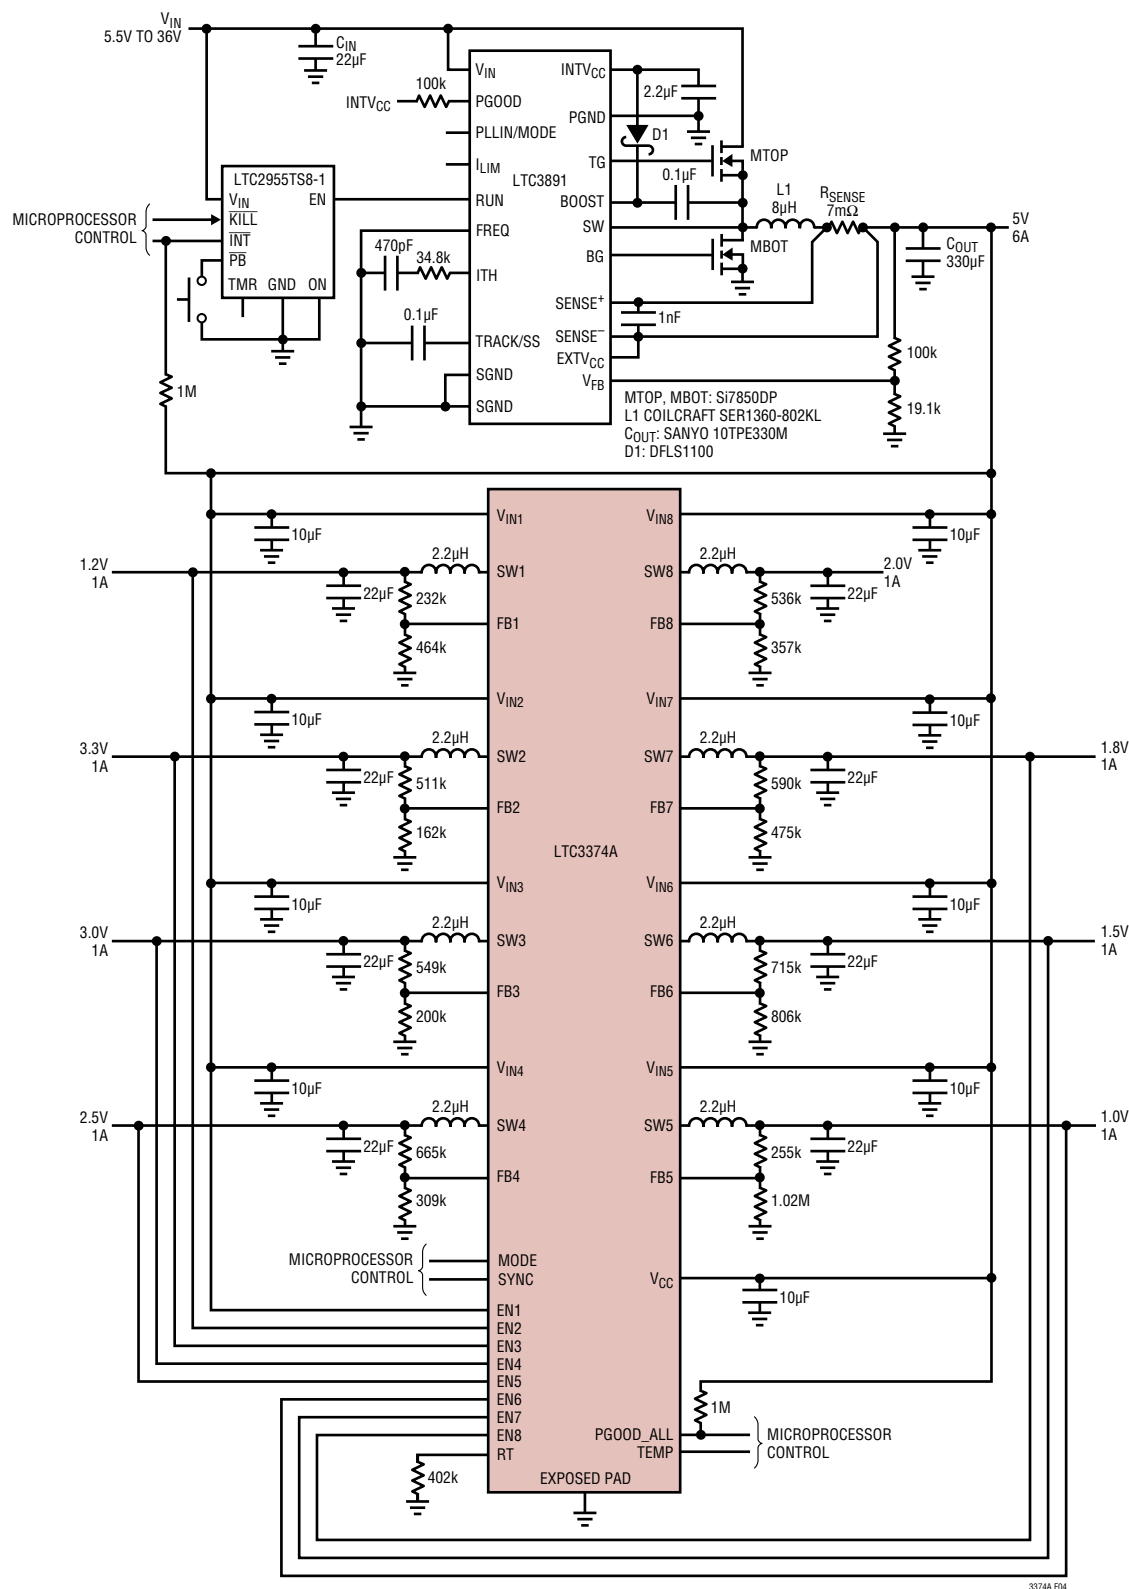 VIN
5.5V TO 36V
CIN
22µF
100k
INTVCC
VIN
PGOOD
PLLIN/MODE
ILIM
RUN
FREQ
ITH
TRACK/SS
SGND
SGND
LTC3891
INTVCC
PGND
TG
BOOST
SW
BG
SENSE+
SENSE−
EXTVCC
VFB
2.2µF
D1
MTOP
0.1µF
L1
8µH
RSENSE
7mΩ
MBOT
5V
6A
COUT
330µF
1nF
100k
19.1k
LTC2955TS8-1
VIN
EN
KILL
INT
PB
TMR
GND
ON
MICROPROCESSOR
CONTROL
470pF
34.8k
0.1µF
1M
MTOP, MBOT: Si7850DP
L1 COILCRAFT SER1360-802KL
COUT: SANYO 10TPE330M
D1: DFLS1100
VIN1
VIN8
10µF
10µF
1.2V
1A
2.2µH
SW1
SW8
2.2µH
2.0V
1A
22µF
232k
536k
22µF
FB1
FB8
464k
357k
VIN2
VIN7
10µF
10µF
3.3V
1A
2.2µH
SW2
SW7
2.2µH
1.8V
1A
22µF
511k
590k
22µF
FB2
FB7
162k
475k
LTC3374A
VIN3
VIN6
10µF
10µF
3.0V
1A
2.2µH
SW3
SW6
2.2µH
1.5V
1A
22µF
549k
715k
22µF
FB3
FB6
200k
806k
VIN4
VIN5
10µF
10µF
2.5V
1A
2.2µH
SW4
SW5
2.2µH
1.0V
1A
22µF
665k
255k
22µF
FB4
FB5
309k
1.02M
MICROPROCESSOR
CONTROL
MODE
SYNC
VCC
10µF
EN1
EN2
EN3
EN4
EN5
EN6
EN7
EN8
RT
402k
1M
PGOOD_ALL
TEMP
MICROPROCESSOR
CONTROL
EXPOSED PAD
3374A F04